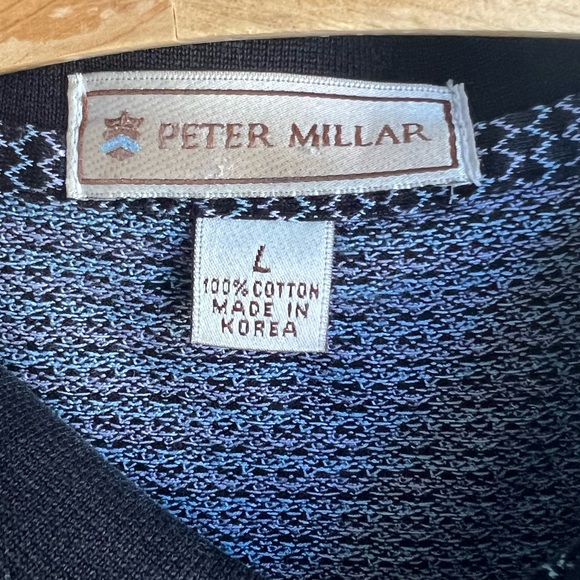 PETER MILLAR
L
100% COTTON
MADE IN
KOREA